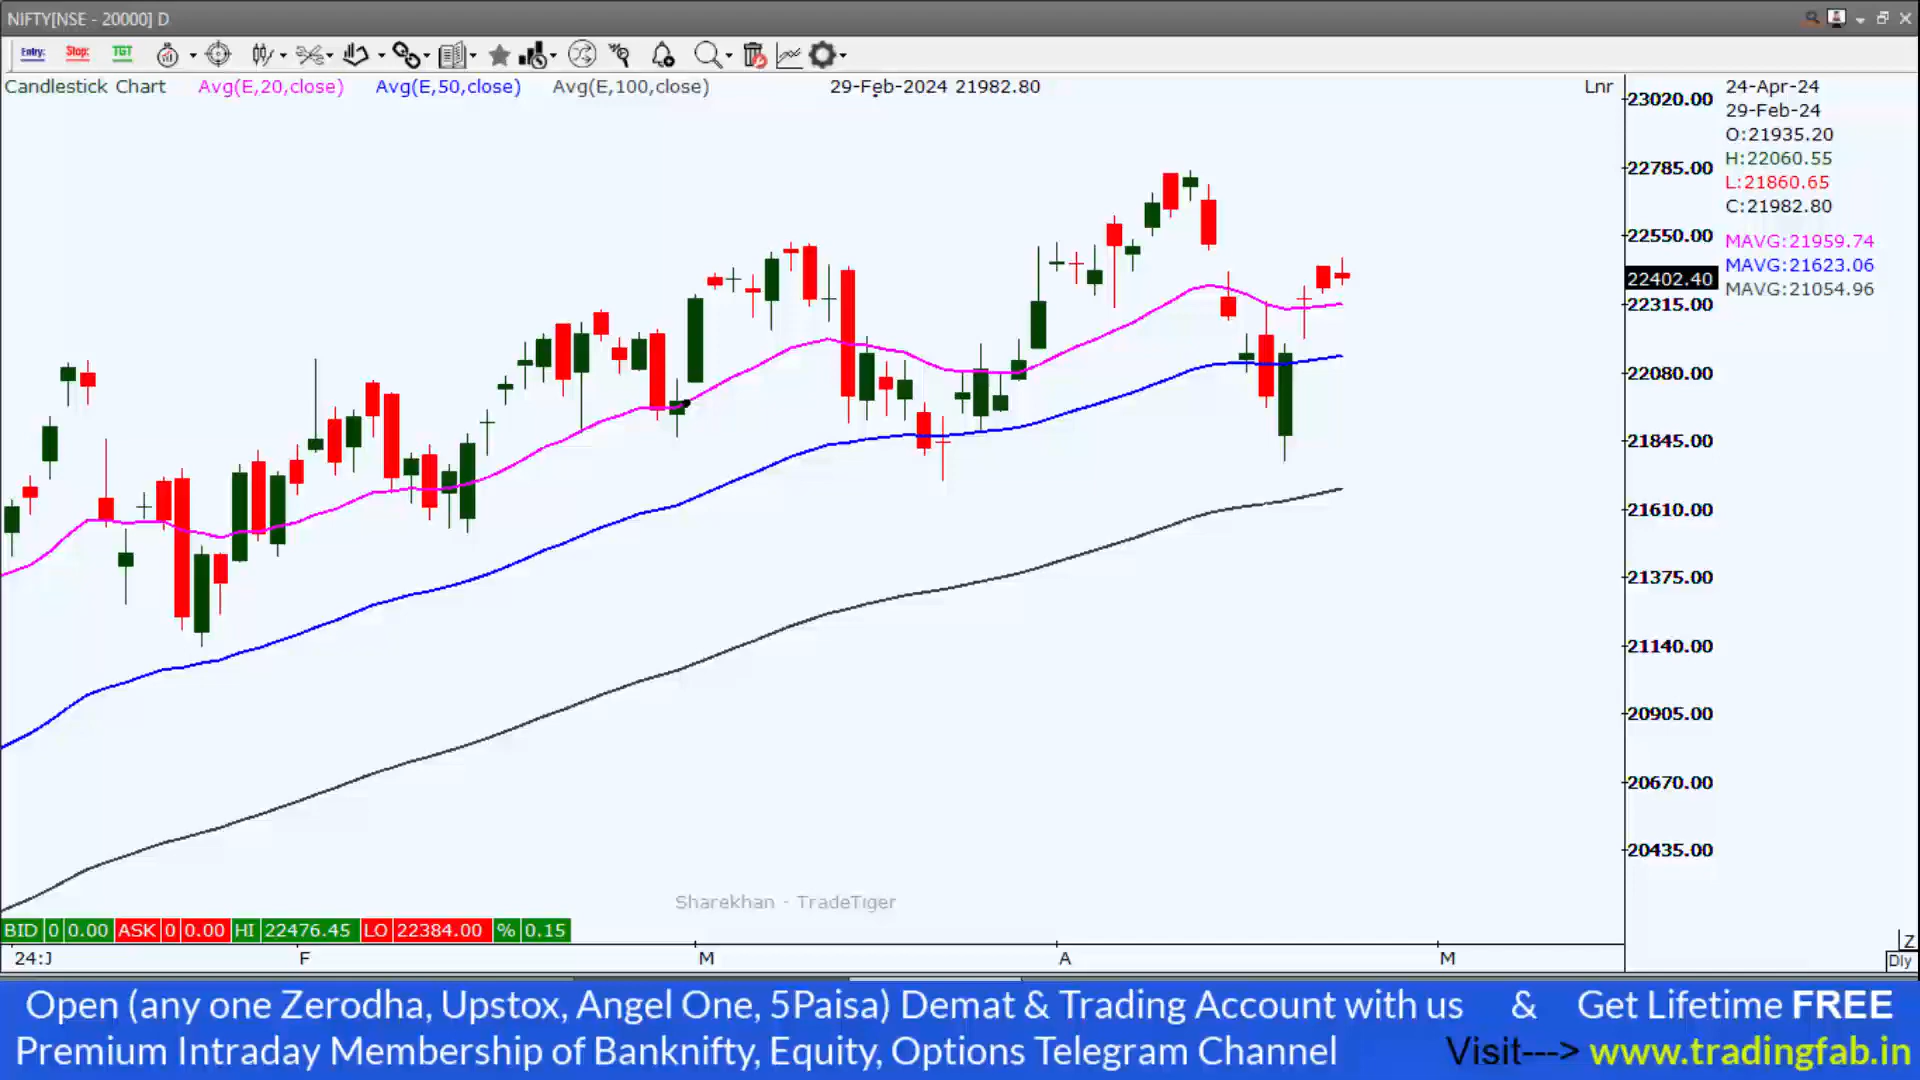 NIFTY[NSE - 20000] D
Entry: Stop: TGT
Candlestick Chart Avg(E,20,close) Avg(E,50,close) Avg(E,100,close) 29-Feb-2024 21982.80 Lnr
23020.00
22785.00
22550.00
22402.40
22315.00
22080.00
21845.00
21610.00
21375.00
21140.00
20905.00
20670.00
20435.00
24-Apr-24
29-Feb-24
O:21935.20
H:22060.55
L:21860.65
C:21982.80
MAVG:21959.74
MAVG:21623.06
MAVG:21054.96
Sharekhan - TradeTiger
BID 0 0.00 ASK 0 0.00 HI 22476.45 LO 22384.00 % 0.15
Z
24:J F M A M Dly
Open (any one Zerodha, Upstox, Angel One, 5Paisa) Demat & Trading Account with us & Get Lifetime FREE
Premium Intraday Membership of Banknifty, Equity, Options Telegram Channel Visit---> www.tradingfab.in